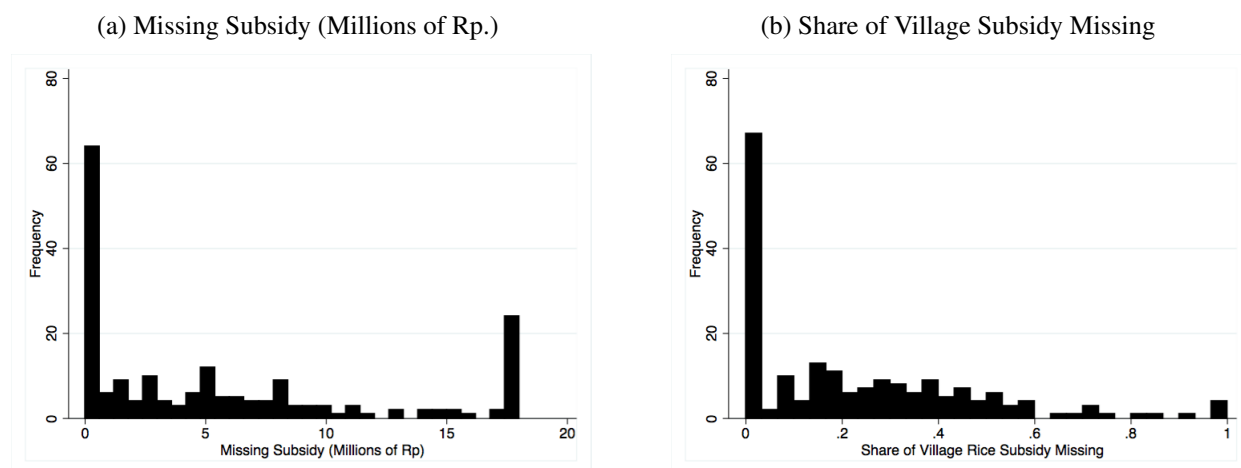 (a) Missing Subsidy (Millions of Rp.)
80
60
40
20
0
Frequency
0 5 10 15 20
Missing Subsidy (Millions of Rp)
(b) Share of Village Subsidy Missing
80
60
40
20
0
Frequency
0 .2 .4 .6 .8 1
Share of Village Rice Subsidy Missing